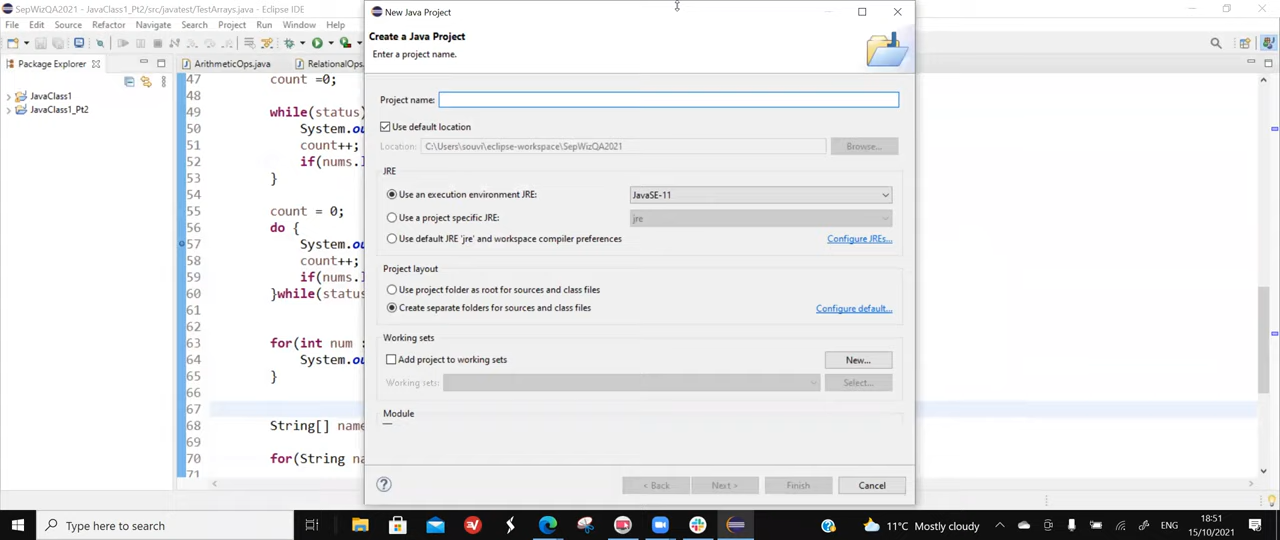 SepWizQA2021 - JavaClass1_Pt2/src/javatest/TestArrays.java - Eclipse IDE
File Edit Source Refactor Navigate Search Project Run Window Help
Package Explorer
JavaClass1
JavaClass1_Pt2
ArithmeticOps.java
RelationalOps.
47 count =0;
48
49 while(status)
50 System.ou
51 count++;
52 if(nums.l
53 }
54
55 count = 0;
56 do {
57 System.ou
58 count++;
59 if(nums.l
60 }while(status
61
62
63 for(int num :
64 System.ou
65 }
66
67
68 String[] name
69
70 for(String na
71
New Java Project
Create a Java Project
Enter a project name.
Project name:
Use default location
Location: C:\Users\souvi\eclipse-workspace\SepWizQA2021 Browse...
JRE
Use an execution environment JRE: JavaSE-11
Use a project specific JRE: jre
Use default JRE 'jre' and workspace compiler preferences Configure JREs...
Project layout
Use project folder as root for sources and class files
Create separate folders for sources and class files Configure default...
Working sets
Add project to working sets New...
Working sets: Select...
Module
< Back Next > Finish Cancel
Type here to search
11°C Mostly cloudy
ENG
18:51
15/10/2021